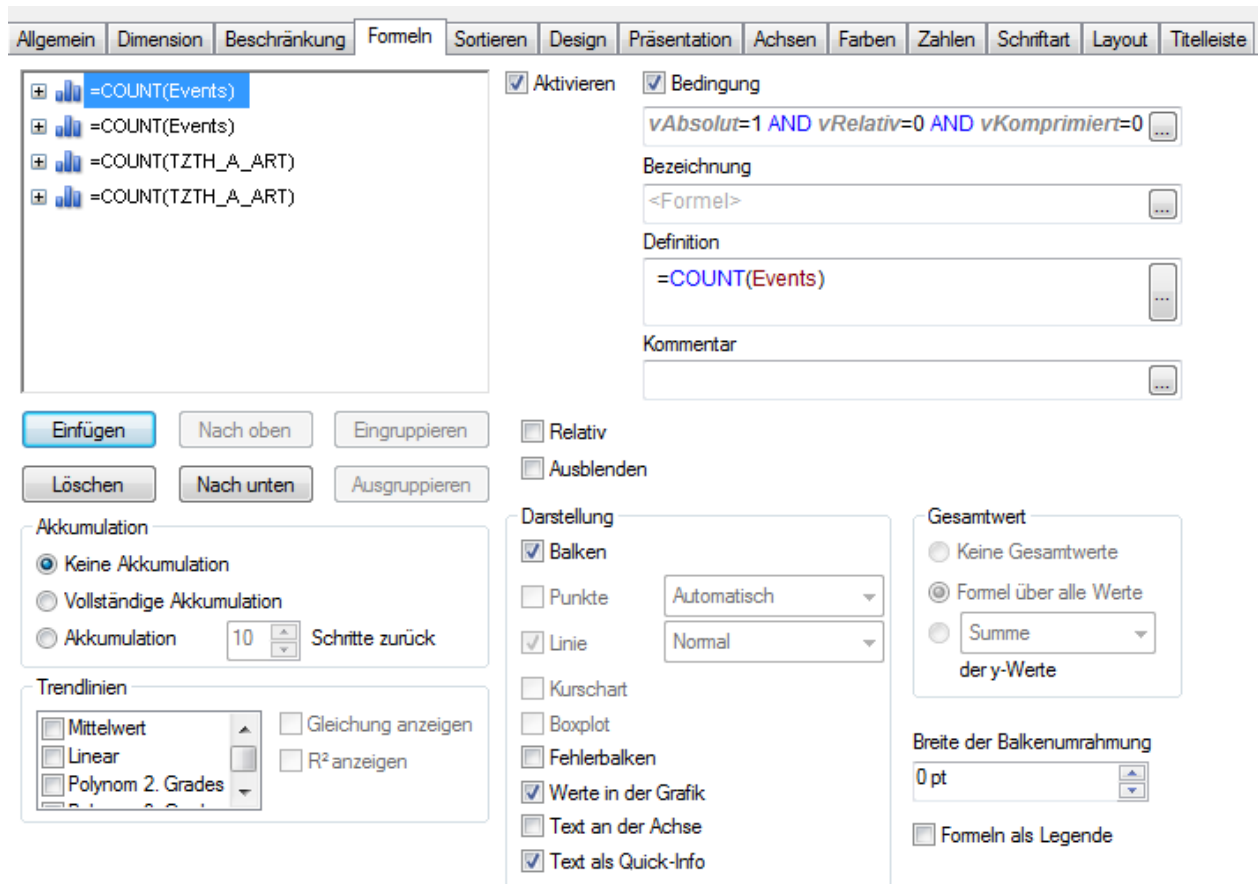 Allgemein Dimension Beschränkung Formeln Sortieren Design Präsentation Achsen Farben Zahlen Schriftart Layout Titelleiste
=COUNT(Events)
=COUNT(Events)
=COUNT(TZTH_A_ART)
=COUNT(TZTH_A_ART)
Aktivieren
Bedingung
vAbsolut=1 AND vRelativ=0 AND vKomprimiert=0 ...
Bezeichnung
<Formel> ...
Definition
=COUNT(Events) ...
Kommentar
...
Einfügen Nach oben Eingruppieren
Löschen Nach unten Ausgruppieren
Relativ
Ausblenden
Akkumulation
Keine Akkumulation
Vollständige Akkumulation
Akkumulation 10 Schritte zurück
Trendlinien
Mittelwert
Linear
Polynom 2. Grades
Gleichung anzeigen
R² anzeigen
Darstellung
Balken
Punkte Automatisch
Linie Normal
Kurschart
Boxplot
Fehlerbalken
Werte in der Grafik
Text an der Achse
Text als Quick-Info
Gesamtwert
Keine Gesamtwerte
Formel über alle Werte
Summe
der y-Werte
Breite der Balkenumrahmung
0 pt
Formeln als Legende